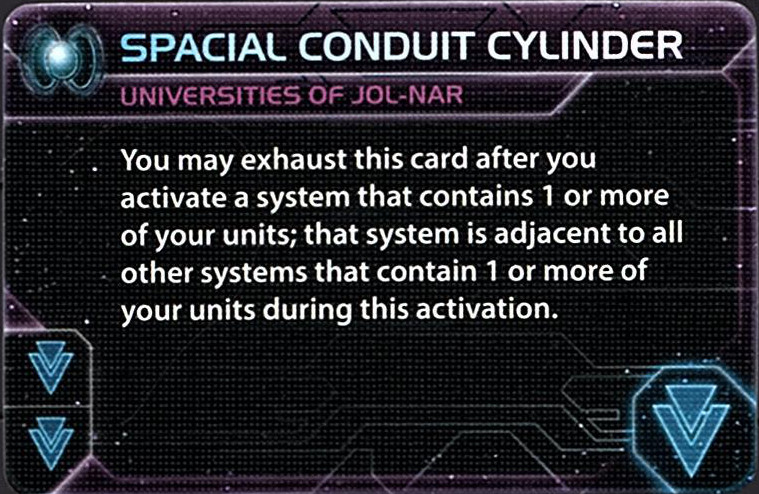 SPACIAL CONDUIT CYLINDER
UNIVERSITIES OF JOL-NAR
You may exhaust this card after you
activate a system that contains 1 or more
of your units; that system is adjacent to all
other systems that contain 1 or more of
your units during this activation.